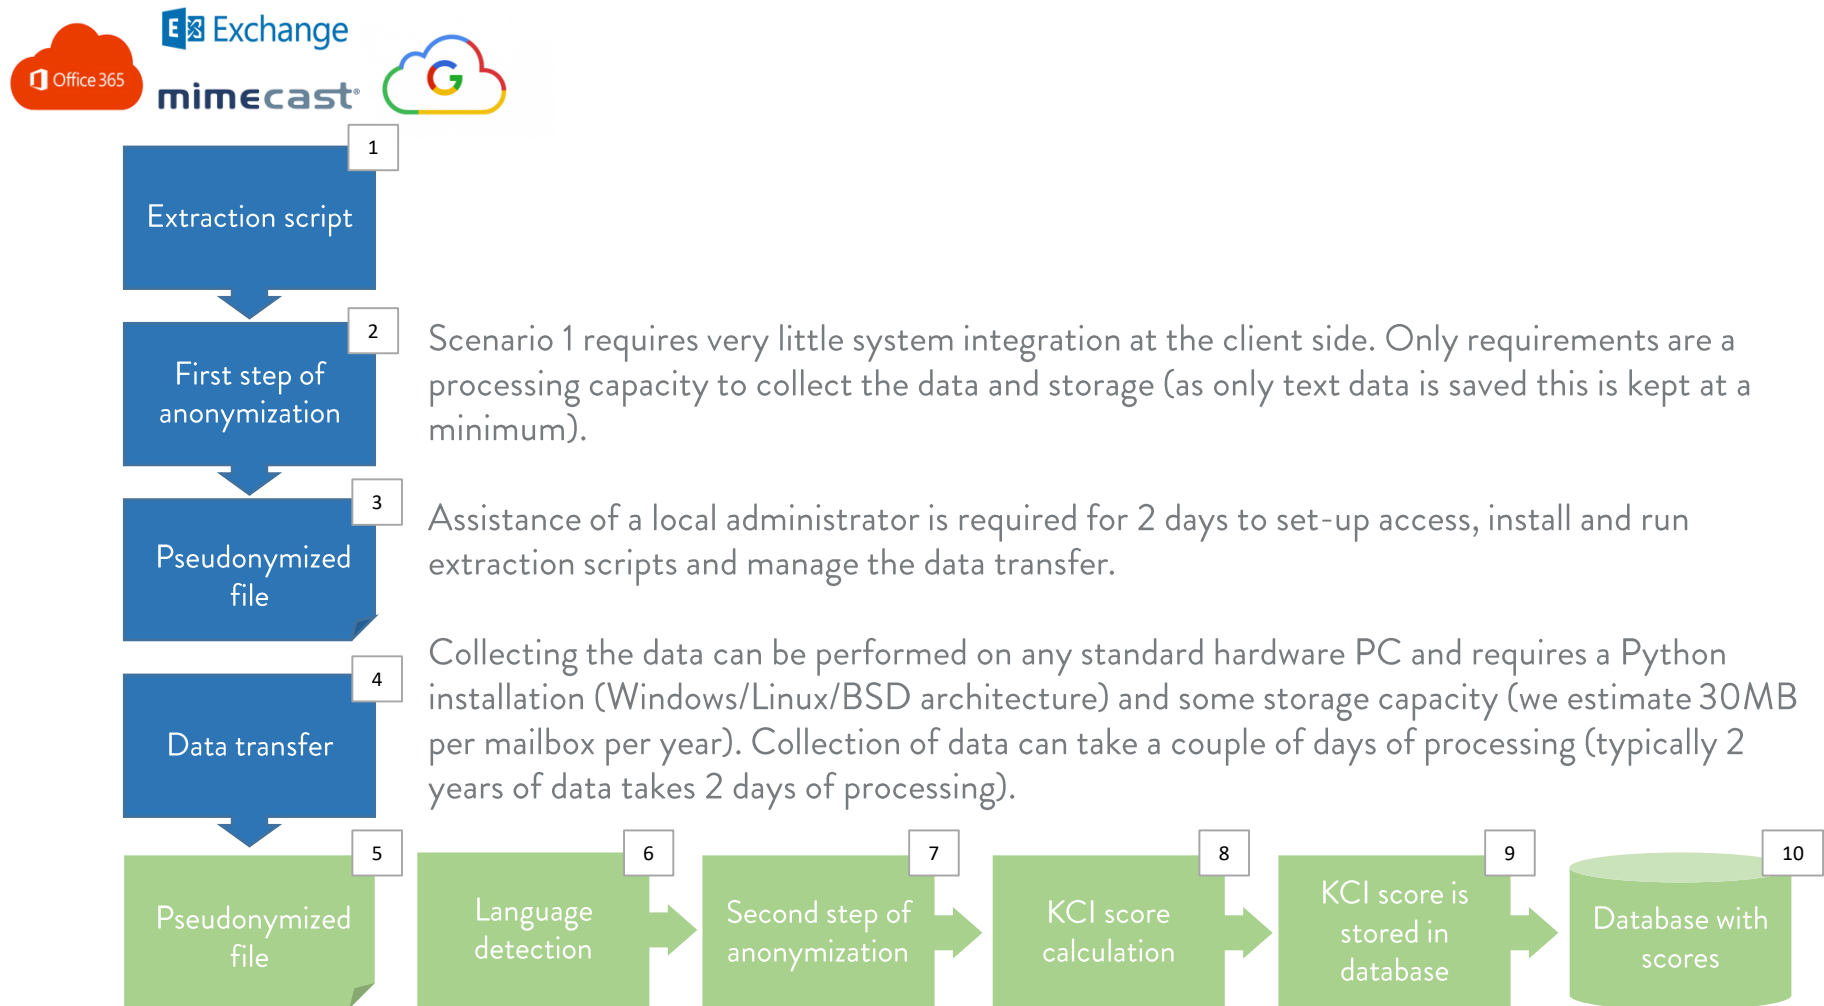 Office 365
Exchange
mimecast
G
1
Extraction script
2
First step of
anonymization
Scenario 1 requires very little system integration at the client side. Only requirements are a
processing capacity to collect the data and storage (as only text data is saved this is kept at a
minimum).
3
Pseudonymized
file
Assistance of a local administrator is required for 2 days to set-up access, install and run
extraction scripts and manage the data transfer.
4
Data transfer
Collecting the data can be performed on any standard hardware PC and requires a Python
installation (Windows/Linux/BSD architecture) and some storage capacity (we estimate 30MB
per mailbox per year). Collection of data can take a couple of days of processing (typically 2
years of data takes 2 days of processing).
5
Pseudonymized
file
6
Language
detection
7
Second step of
anonymization
8
KCI score
calculation
9
KCI score is
stored in
database
10
Database with
scores